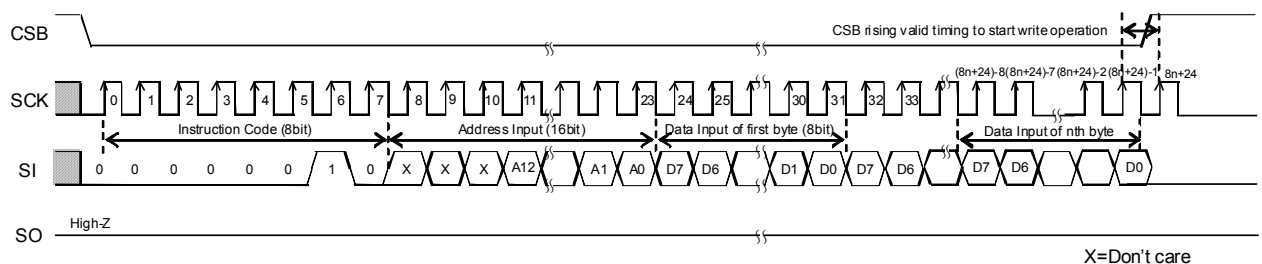 CSB
CSB rising valid timing to start write operation
(8n+24)-8 (8n+24)-7 (8n+24)-2 (8n+24)-1 8n+24
SCK 0 1 2 3 4 5 6 7 8 9 10 11 23 24 25 30 31 32 33
Instruction Code (8bit) Address Input (16bit) Data Input of first byte (8bit) Data Input of nth byte
SI 0 0 0 0 0 0 1 0 X X X A12 A1 A0 D7 D6 D1 D0 D7 D6 D7 D6 D0
High-Z
SO
X=Don't care